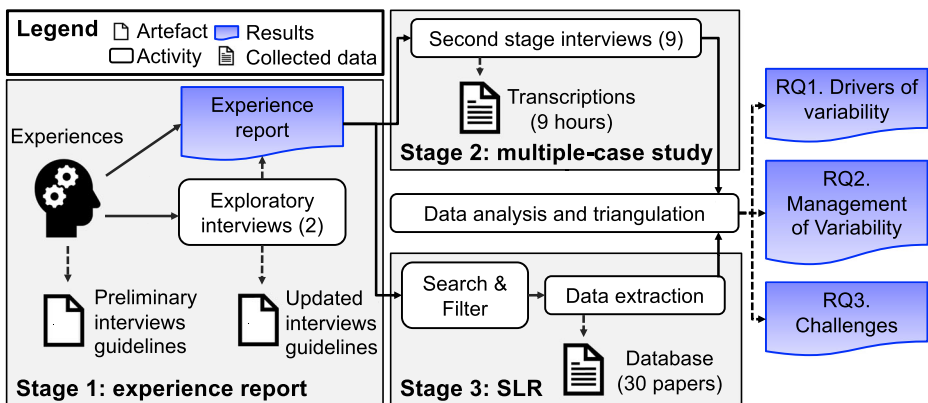 Legend
Artefact
Results
Activity
Collected data
Experiences
Experience
report
Exploratory
interviews (2)
Preliminary
interviews
guidelines
Updated
interviews
guidelines
Stage 1: experience report
Second stage interviews (9)
Transcriptions
(9 hours)
Stage 2: multiple-case study
Data analysis and triangulation
Search &
Filter
Data extraction
Database
(30 papers)
Stage 3: SLR
RQ1. Drivers of
variability
RQ2.
Management
of Variability
RQ3.
Challenges